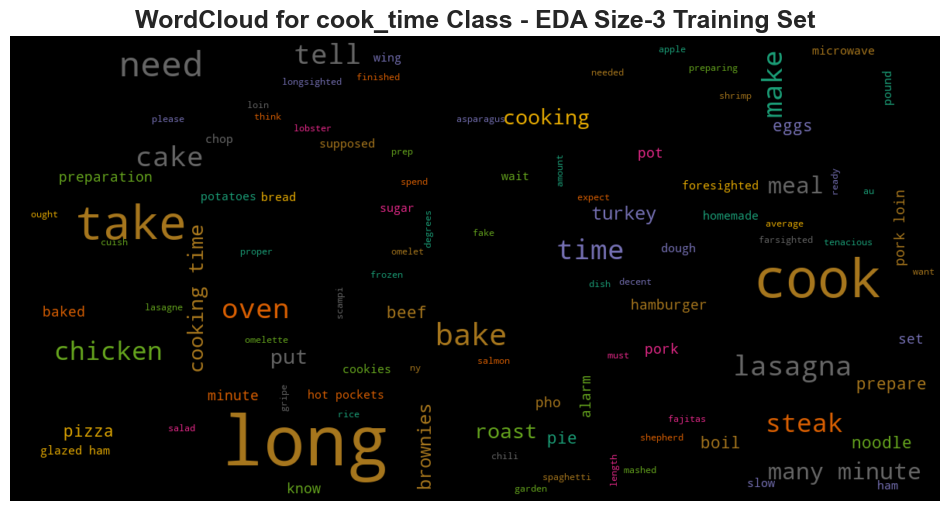 WordCloud for cook_time Class - EDA Size-3 Training Set
need
tell
wing
apple
microwave
longsighted
finished
needed
preparing
make
pound
loin
think
please
lobster
shrimp
asparagus
cooking
eggs
chop
supposed
cake
prep
pot
preparation
wait
amount
spend
foresighted
meal
ready
au
potatoes
bread
expect
ought
take
sugar
degrees
turkey
homemade
average
pork loin
cuish
fake
proper
omelet
time
dough
farsighted
tenacious
cooking time
frozen
dish
decent
cook
want
lasagne
scampi
baked
oven
beef
hamburger
omelette
bake
set
chicken
put
must
pork
salmon
lasagna
cookies
ny
prepare
minute
gripe
hot pockets
alarm
pho
rice
fajitas
steak
pizza
salad
long
brownies
roast
pie
shepherd
boil
noodle
glazed ham
chili
length
mashed
many minute
spaghetti
know
garden
slow
ham